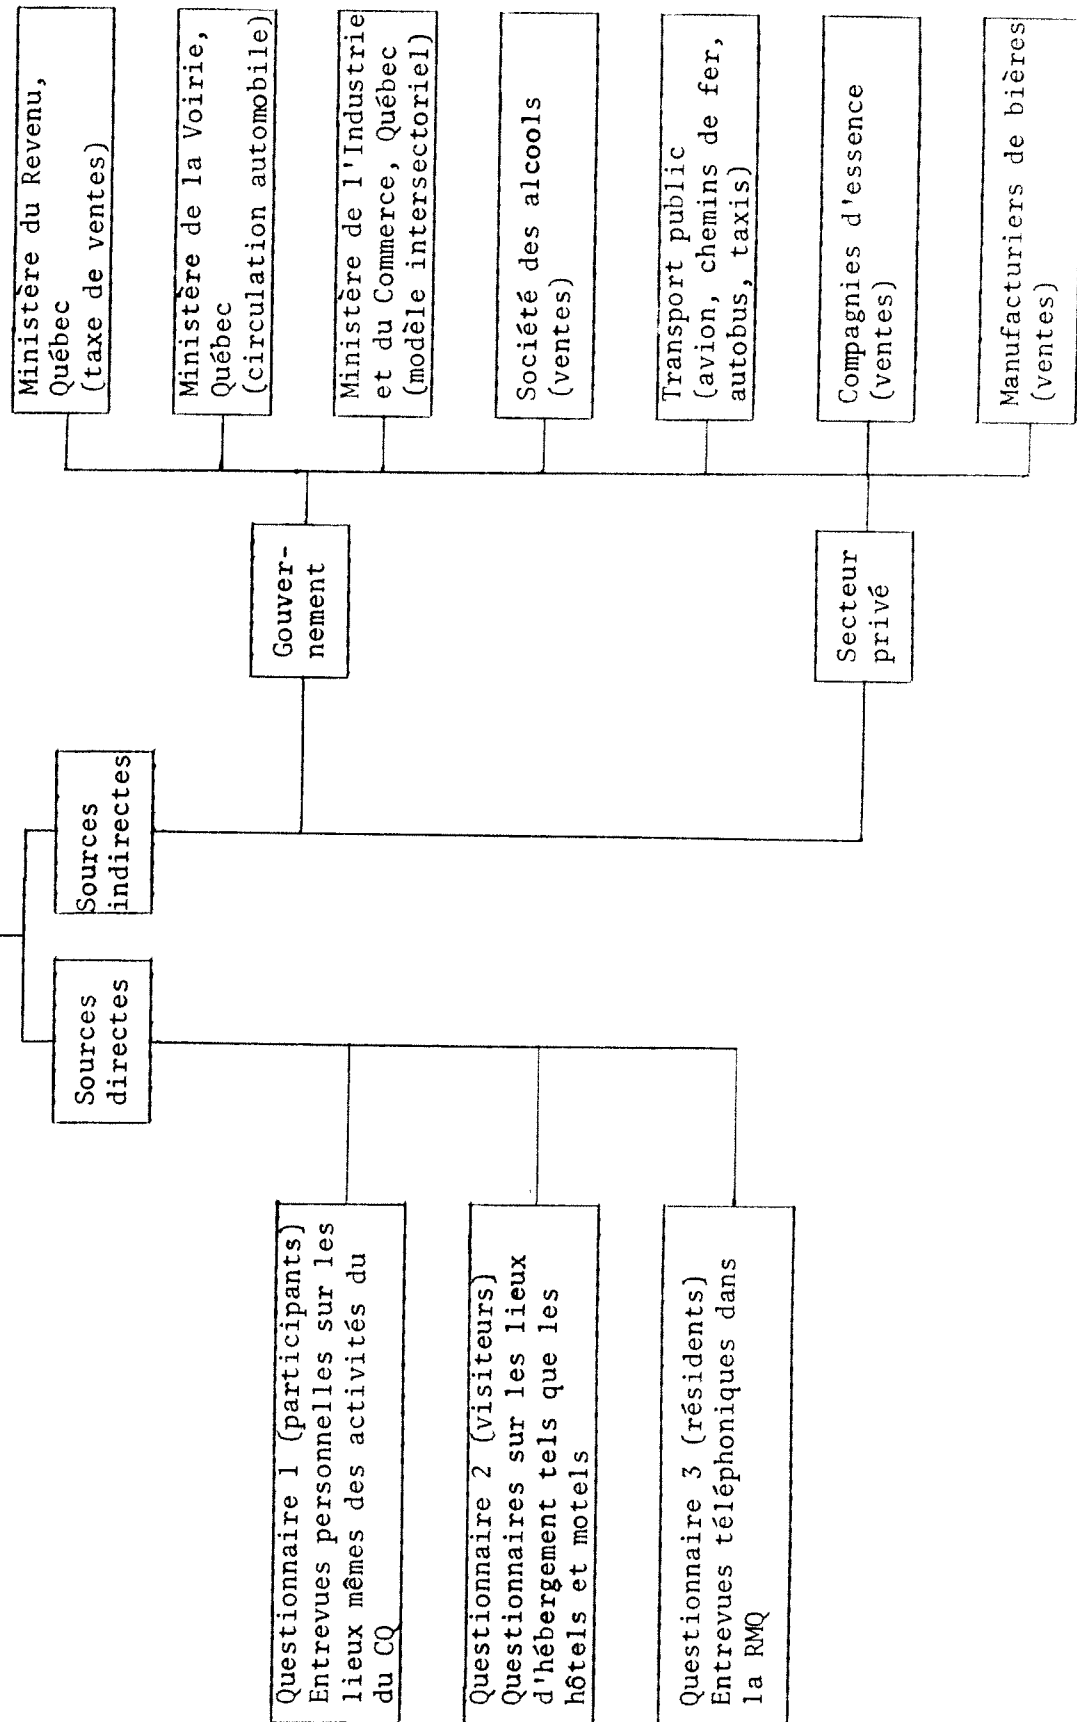 Sources
directes
Sources
indirectes
Questionnaire 1 (participants)
Entrevues personnelles sur les
lieux mêmes des activités du
du CQ
Questionnaire 2 (visiteurs)
Questionnaires sur les lieux
d'hébergement tels que les
hôtels et motels
Questionnaire 3 (résidents)
Entrevues téléphoniques dans
la RMQ
Gouver-
nement
Secteur
privé
Ministère du Revenu,
Québec
(taxe de ventes)
Ministère de la Voirie,
Québec
(circulation automobile)
Ministère de l'Industrie
et du Commerce, Québec
(modèle intersectoriel)
Société des alcools
(ventes)
Transport public
(avion, chemins de fer,
autobus, taxis)
Compagnies d'essence
(ventes)
Manufacturiers de bières
(ventes)